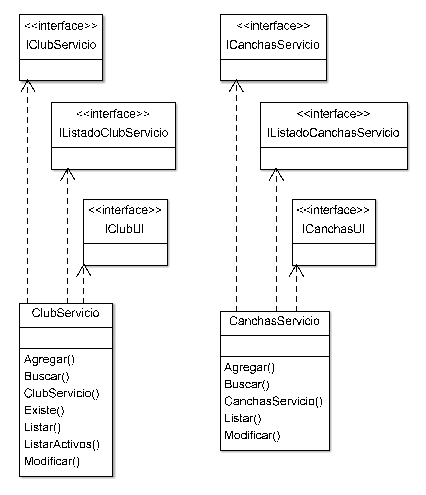 <<interface>>
IClubServicio
<<interface>>
ICanchasServicio
<<interface>>
IListadoClubServicio
<<interface>>
IListadoCanchasServicio
<<interface>>
IClubUI
<<interface>>
ICanchasUI
ClubServicio
Agregar()
Buscar()
ClubServicio()
Existe()
Listar()
ListarActivos()
Modificar()
CanchasServicio
Agregar()
Buscar()
CanchasServicio()
Listar()
Modificar()